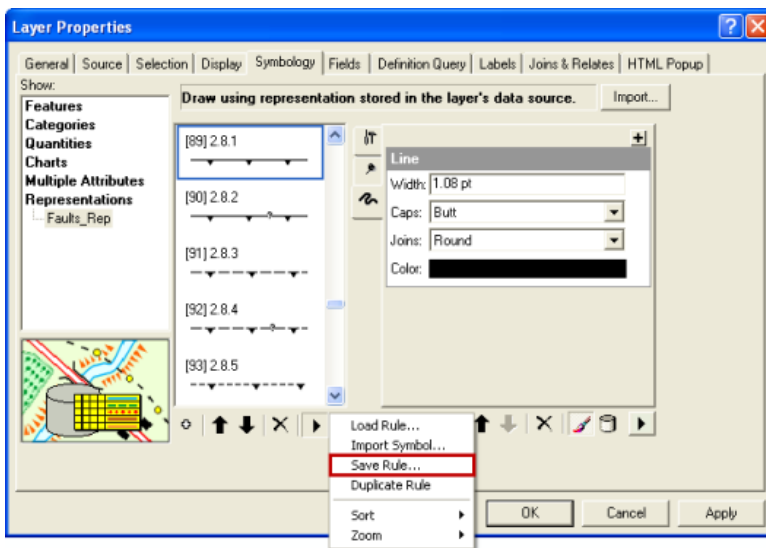 Layer Properties
General Source Selection Display Symbology Fields Definition Query Labels Joins & Relates HTML Popup
Show:
Features
Categories
Quantities
Charts
Multiple Attributes
Representations
Faults_Rep
Draw using representation stored in the layer's data source.
Import...
[89] 2.8.1
[90] 2.8.2
?
[91] 2.8.3
[92] 2.8.4
?
[93] 2.8.5
Line
Width: 1.08 pt
Caps: Butt
Joins: Round
Color:
Load Rule...
Import Symbol...
Save Rule...
Duplicate Rule
Sort
Zoom
OK Cancel Apply